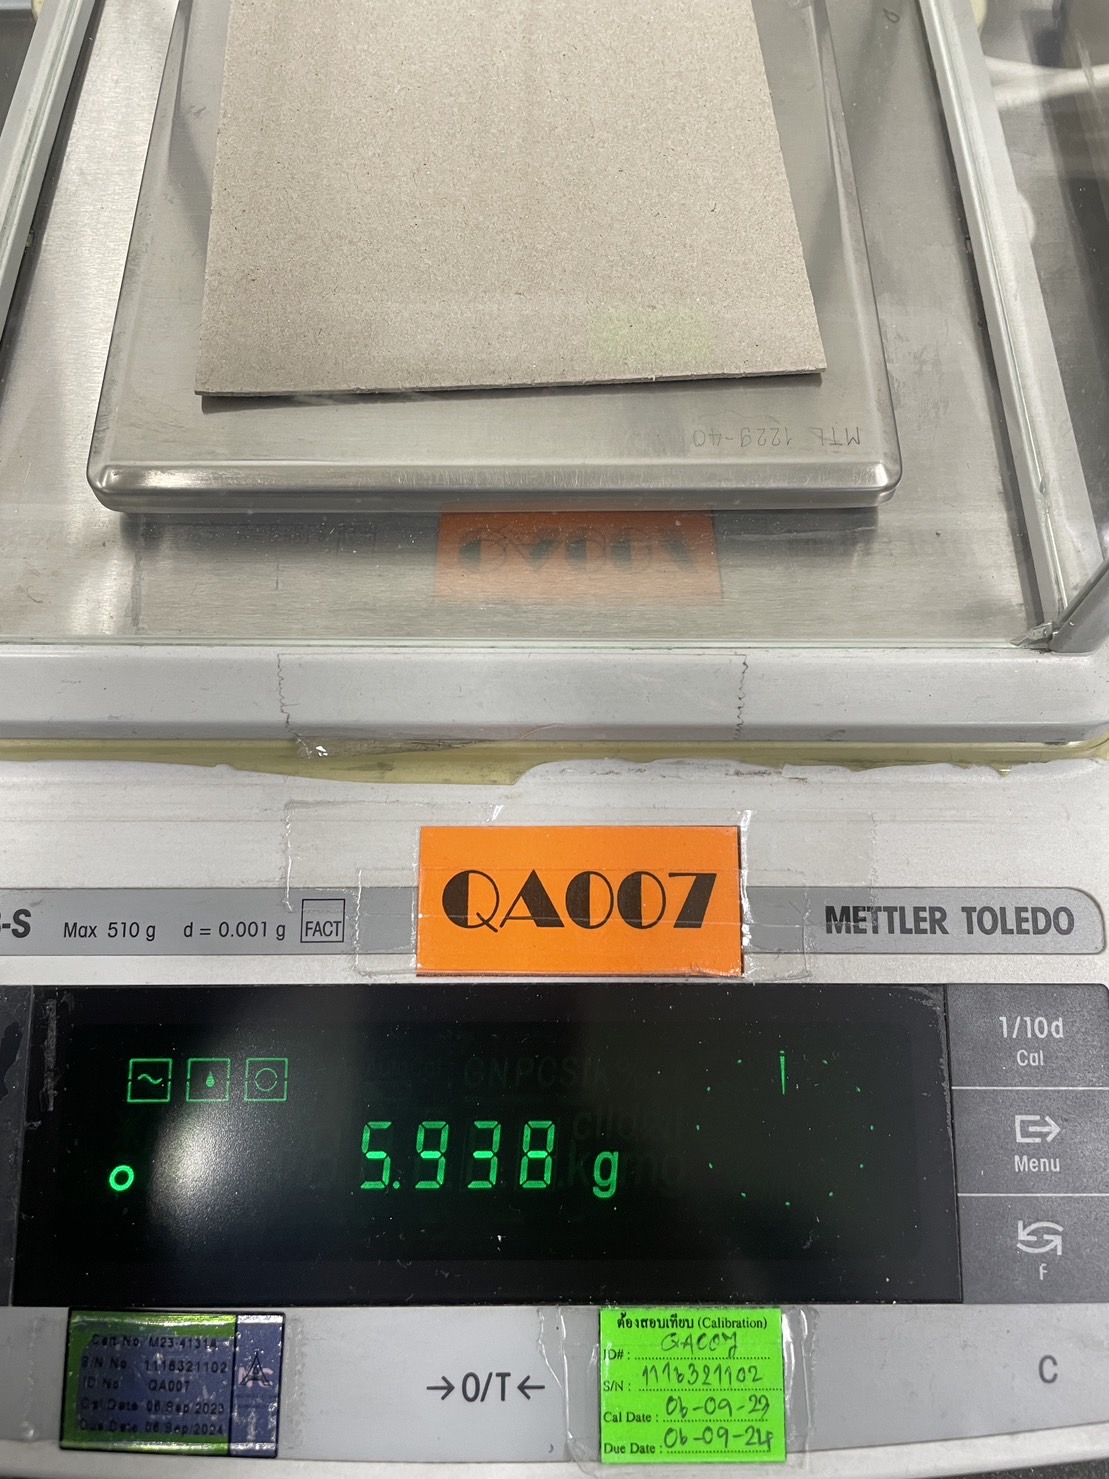 MTL 1229-40
QA007
-S Max 510 g d = 0.001 g FACT
METTLER TOLEDO
1/10d
Cal
Menu
F
5.938 g
Cert No M23-4131A
S/N No 1116321102
ID No QA007
Cal Date 06 Sep 2023
Due Date 06 Sep 2024
→0/T←
ต้องสอบเทียบ (Calibration)
ID# : QA007
S/N : 1116321102
Cal Date : 06-09-23
Due Date : 06-09-24
C